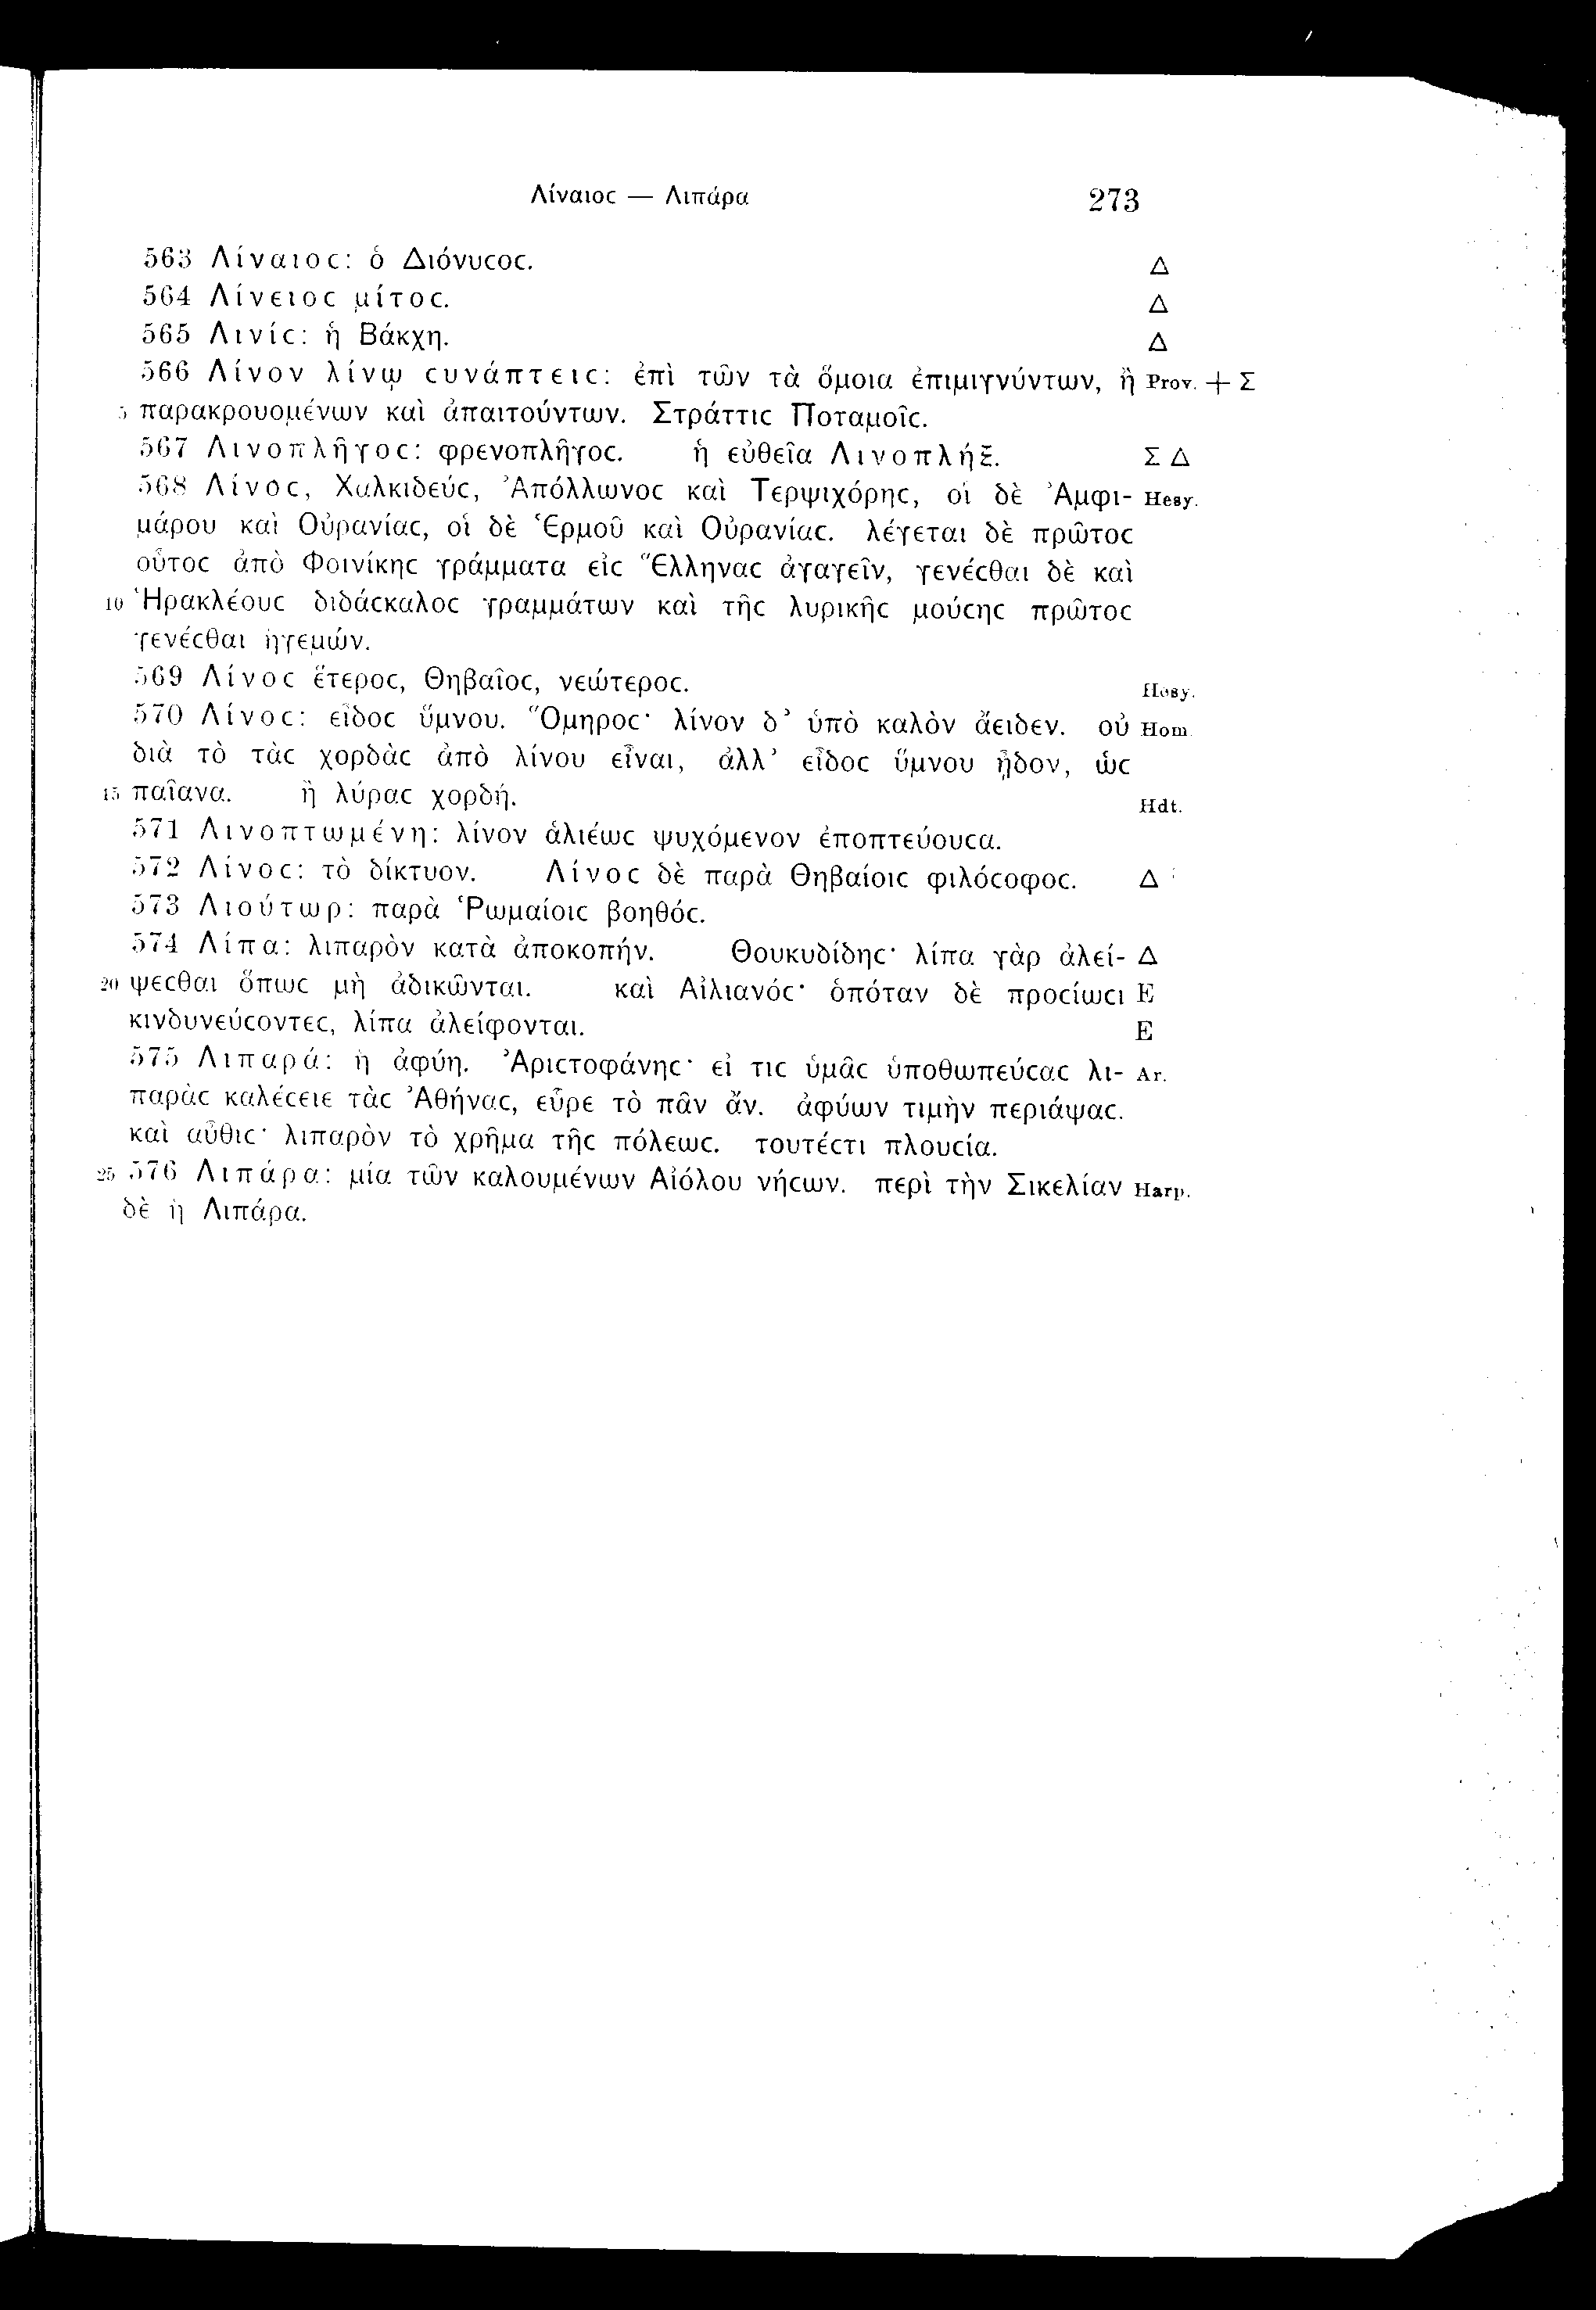 Λίναιοϲ — Λιπάρα 273
563 Λίναιοϲ: ὁ Διόνυϲοϲ. Δ
564 Λίνειοϲ μίτοϲ. Δ
565 Λινίϲ: ἡ Βάκχη. Δ
566 Λίνον λίνῳ ϲυνάπτειϲ: ἐπὶ τῶν τὰ ὅμοια ἐπιμιγνύντων, ἢ Prov. + Σ
5 παρακρουομένων καὶ ἀπαιτούντων. Στράττιϲ Ποταμοῖϲ.
567 Λινοπλῆγοϲ: φρενοπλῆγοϲ. ἡ εὐθεῖα Λινοπλήξ. Σ Δ
568 Λίνοϲ, Χαλκιδεύϲ, Ἀπόλλωνοϲ καὶ Τερψιχόρηϲ, οἱ δὲ Ἀμφι- Hesy.
μάρου καὶ Οὐρανίαϲ, οἱ δὲ Ἑρμοῦ καὶ Οὐρανίαϲ. λέγεται δὲ πρῶτοϲ
οὗτοϲ ἀπὸ Φοινίκηϲ γράμματα εἰϲ Ἕλληναϲ ἀγαγεῖν, γενέϲθαι δὲ καὶ
10 Ἡρακλέουϲ διδάϲκαλοϲ γραμμάτων καὶ τῆϲ λυρικῆϲ μούϲηϲ πρῶτοϲ
γενέϲθαι ἡγεμών.
569 Λίνοϲ ἕτεροϲ, Θηβαῖοϲ, νεώτεροϲ. Hesy.
570 Λίνοϲ: εἶδοϲ ὕμνου. Ὅμηροϲ· λίνον δ’ ὑπὸ καλὸν ἄειδεν. οὐ Hom.
διὰ τὸ τὰϲ χορδὰϲ ἀπὸ λίνου εἶναι, ἀλλ’ εἶδοϲ ὕμνου ᾖδον, ὡϲ
15 παῖανα. ἢ λύραϲ χορδή. Hdt.
571 Λινοπτωμένη: λίνον ἁλιέωϲ ψυχόμενον ἐποπτεύουϲα.
572 Λίνοϲ: τὸ δίκτυον. Λίνοϲ δὲ παρὰ Θηβαίοιϲ φιλόϲοφοϲ. Δ
573 Λιούτωρ: παρὰ Ῥωμαίοιϲ βοηθόϲ.
574 Λίπα: λιπαρὸν κατὰ ἀποκοπήν. Θουκυδίδηϲ· λίπα γὰρ ἀλεί- Δ
20 ψεϲθαι ὅπωϲ μὴ ἀδικῶνται. καὶ Αἰλιανόϲ· ὁπόταν δὲ προϲίωϲι E
κινδυνεύϲοντεϲ, λίπα ἀλείφονται. E
575 Λιπαρά: ἡ ἀφύη. Ἀριϲτοφάνηϲ· εἰ τιϲ ὑμᾶϲ ὑποθωπεύϲαϲ λι- Ar.
παρὰϲ καλέϲειε τὰϲ Ἀθήναϲ, εὗρε τὸ πᾶν ἄν. ἀφύων τιμὴν περιάψαϲ.
καὶ αὖθιϲ· λιπαρὸν τὸ χρῆμα τῆϲ πόλεωϲ. τουτέϲτι πλουϲία.
25 576 Λιπάρα: μία τῶν καλουμένων Αἰόλου νήϲων. περὶ τὴν Σικελίαν Harp.
δὲ ἡ Λιπάρα.